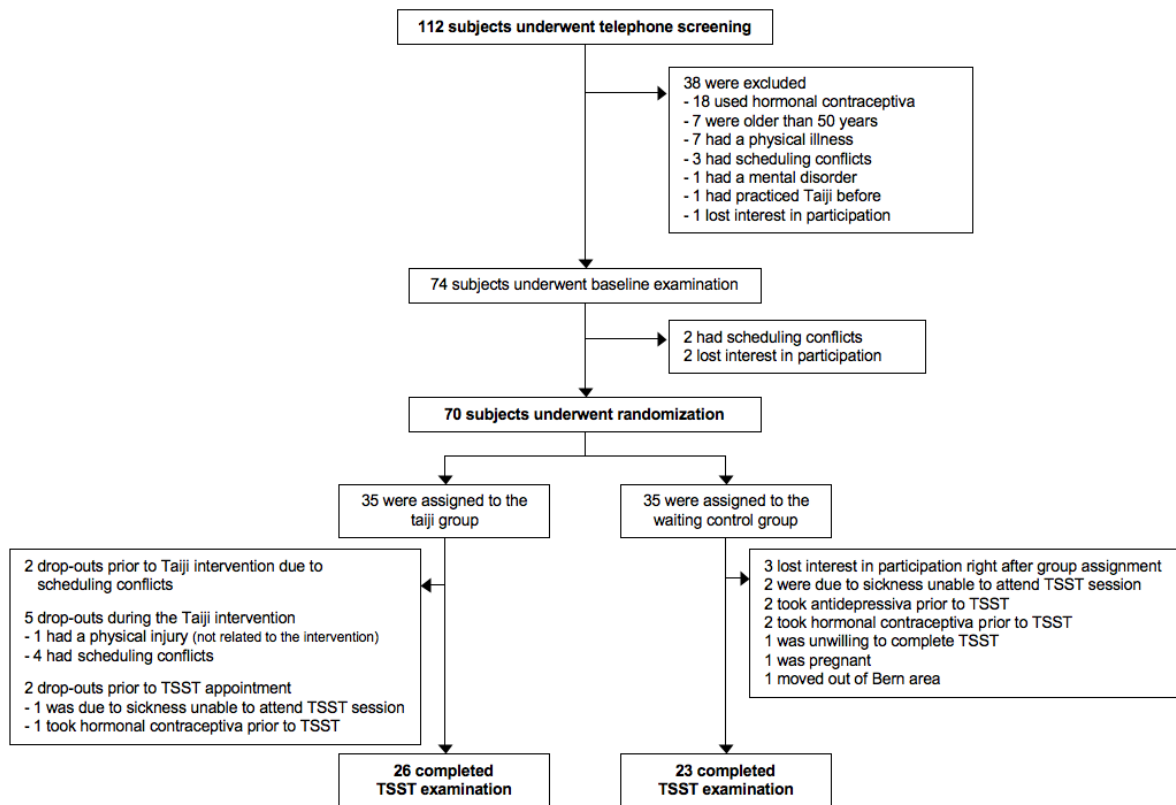 112 subjects underwent telephone screening
38 were excluded
- 18 used hormonal contraceptiva
- 7 were older than 50 years
- 7 had a physical illness
- 3 had scheduling conflicts
- 1 had a mental disorder
- 1 had practiced Taiji before
- 1 lost interest in participation
74 subjects underwent baseline examination
2 had scheduling conflicts
2 lost interest in participation
70 subjects underwent randomization
35 were assigned to the
taiji group
35 were assigned to the
waiting control group
2 drop-outs prior to Taiji intervention due to
scheduling conflicts
5 drop-outs during the Taiji intervention
- 1 had a physical injury (not related to the intervention)
- 4 had scheduling conflicts
2 drop-outs prior to TSST appointment
- 1 was due to sickness unable to attend TSST session
- 1 took hormonal contraceptiva prior to TSST
3 lost interest in participation right after group assignment
2 were due to sickness unable to attend TSST session
2 took antidepressiva prior to TSST
2 took hormonal contraceptiva prior to TSST
1 was unwilling to complete TSST
1 was pregnant
1 moved out of Bern area
26 completed
TSST examination
23 completed
TSST examination